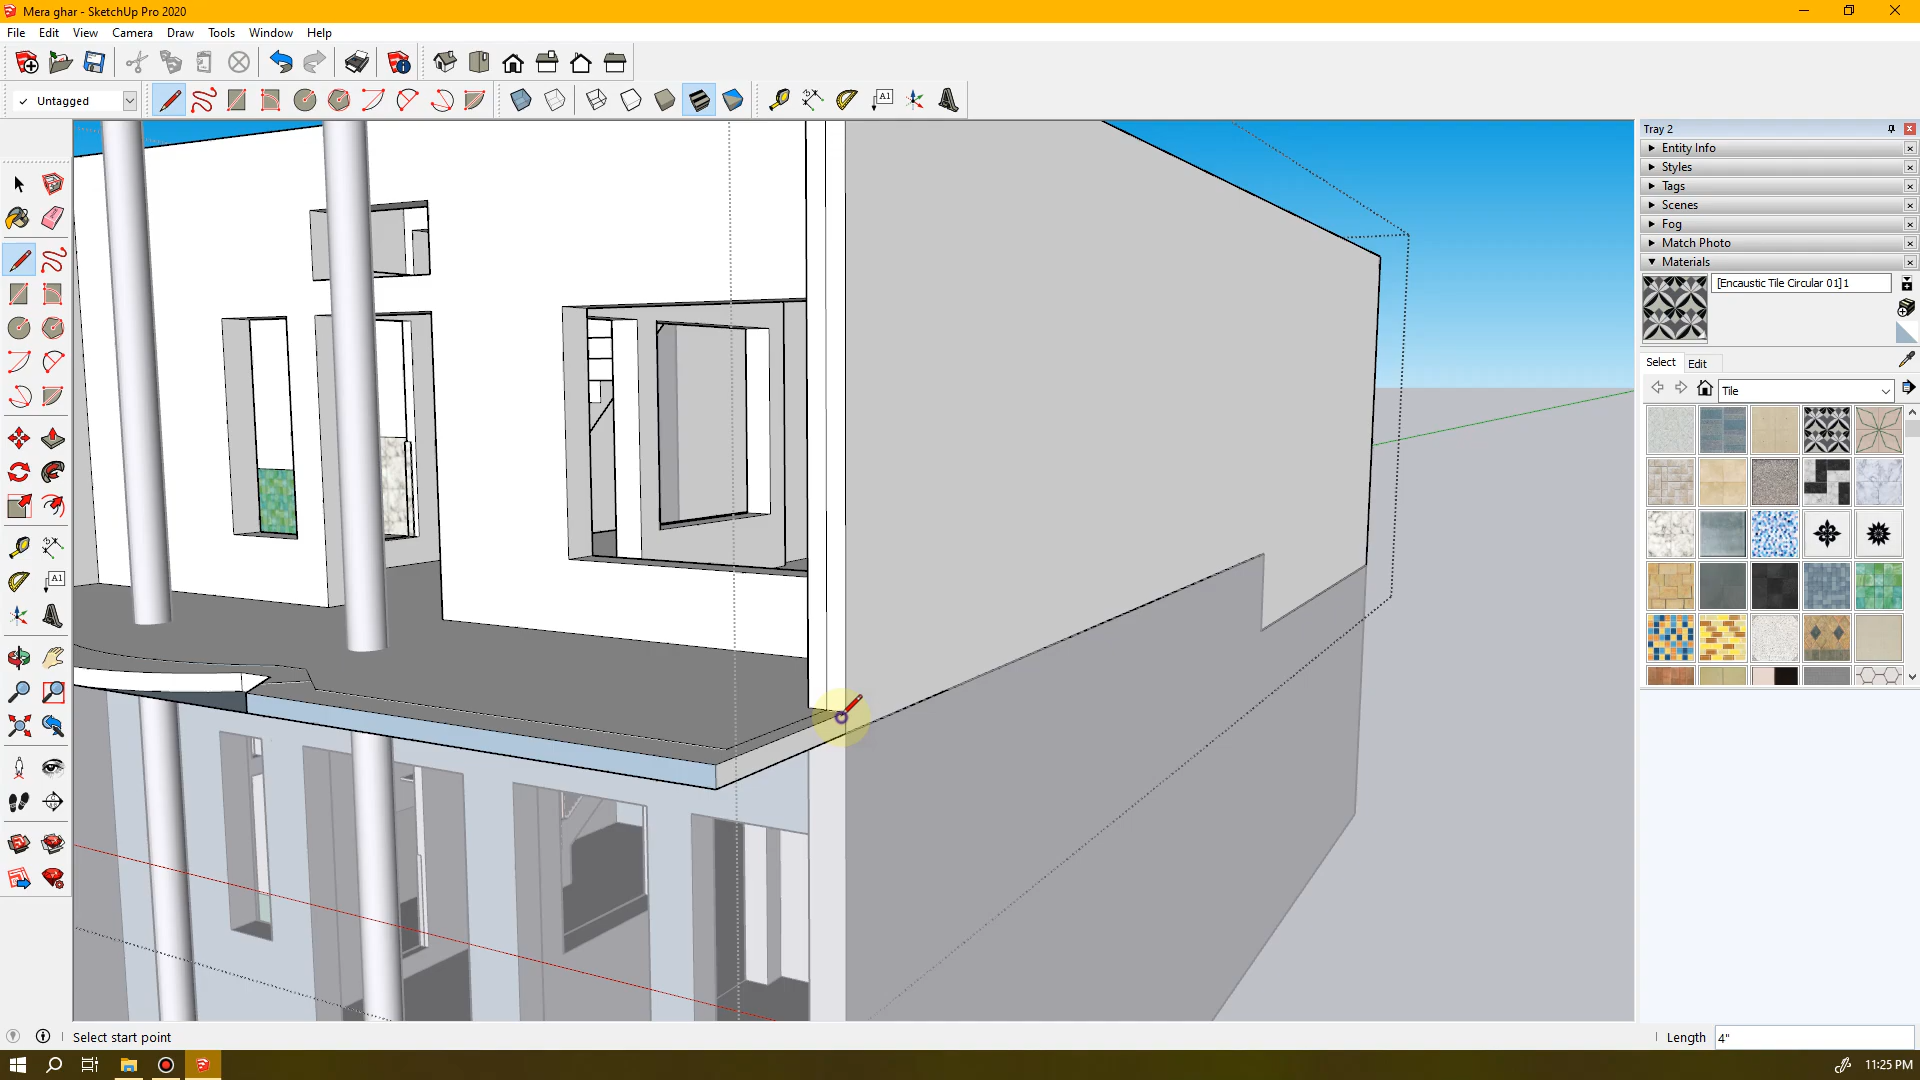 Mera ghar - SketchUp Pro 2020
File Edit View Camera Draw Tools Window Help
✓ Untagged
A1
Tray 2
Entity Info
Styles
Tags
Scenes
Fog
Match Photo
Materials
[Encaustic Tile Circular 01]1
Select Edit
Tile
A1
Select start point
Length 4"
11:25 PM